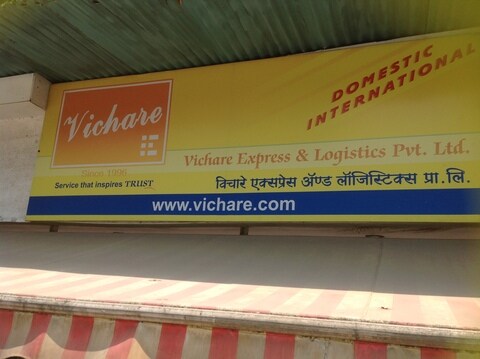 DOMESTIC
INTERNATIONAL
Vichare
Since 1996
Vichare Express & Logistics Pvt. Ltd.
Service that inspires TRUST
विचारे एक्सप्रेस ॲण्ड लॉजिस्टिक्स प्रा.लि.
www.vichare.com